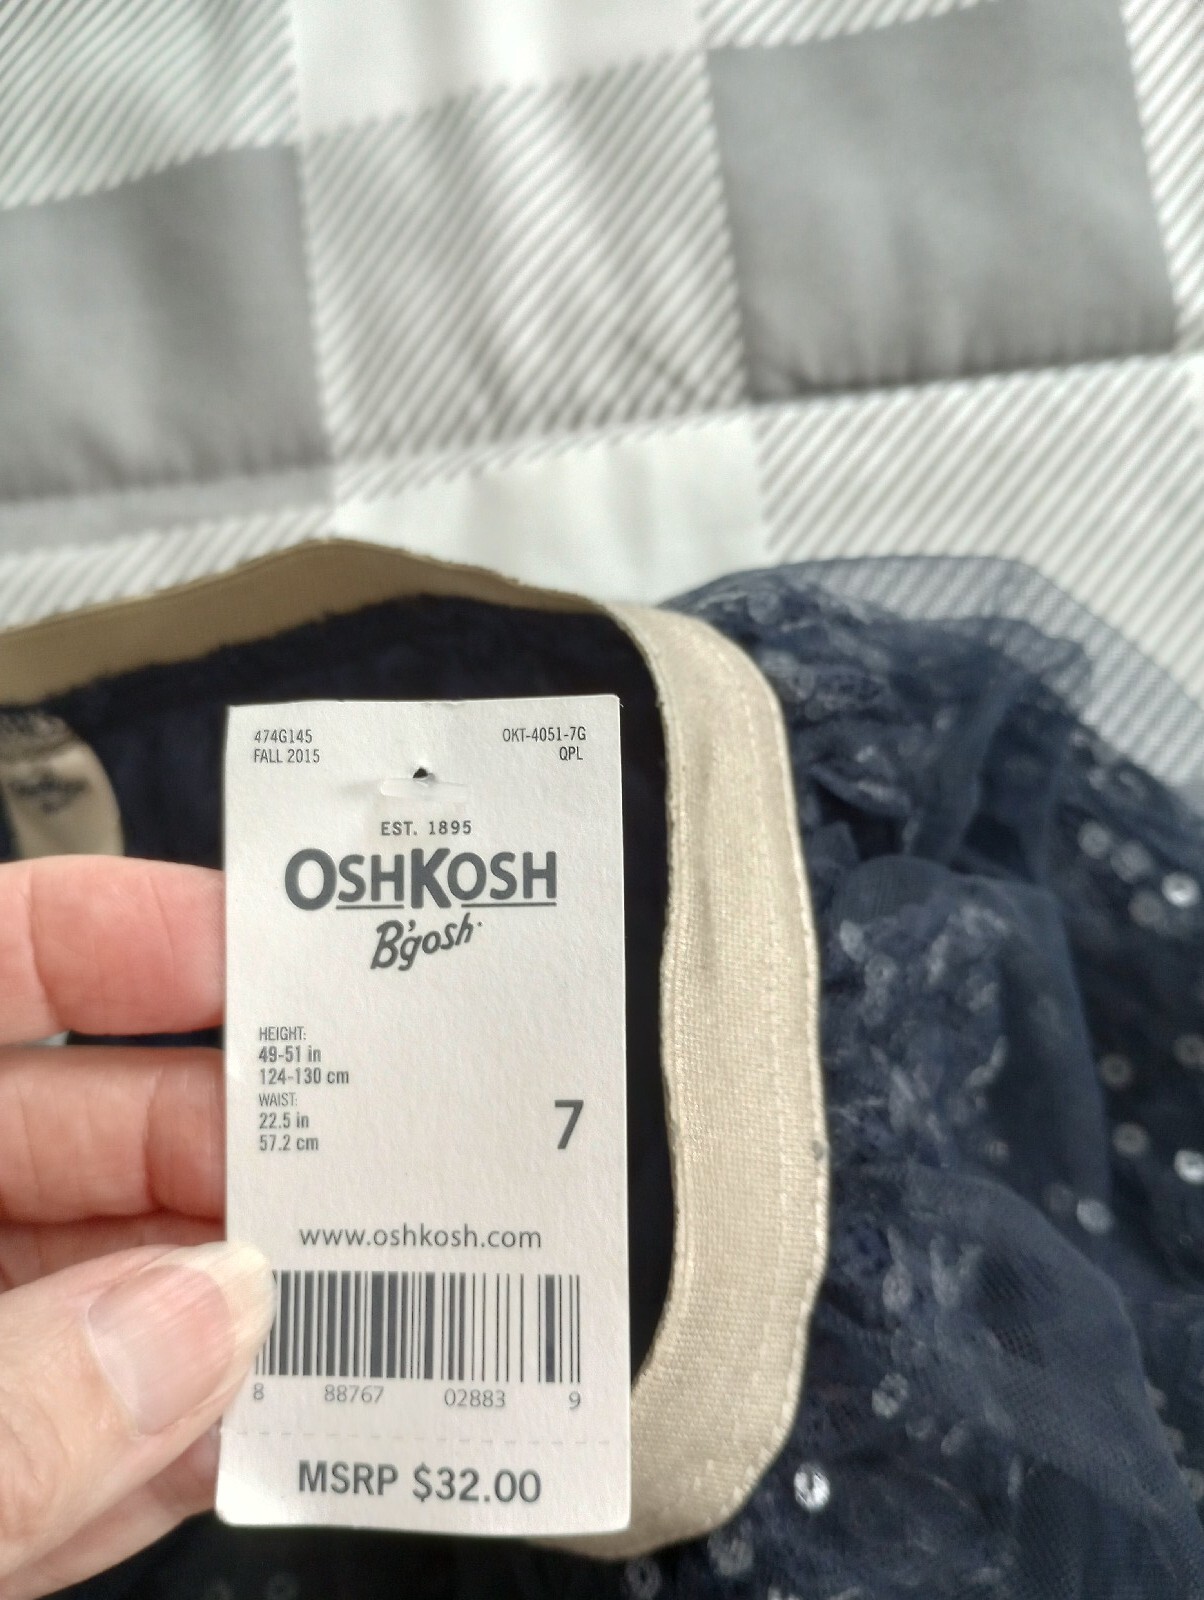 474G145
FALL 2015
OKT-4051-7G
QPL
EST. 1895
OSHKOSH
B'gosh
HEIGHT:
49-51 in
124-130 cm
WAIST:
22.5 in
57.2 cm
7
www.oshkosh.com
8 88767 02883 9
MSRP $32.00